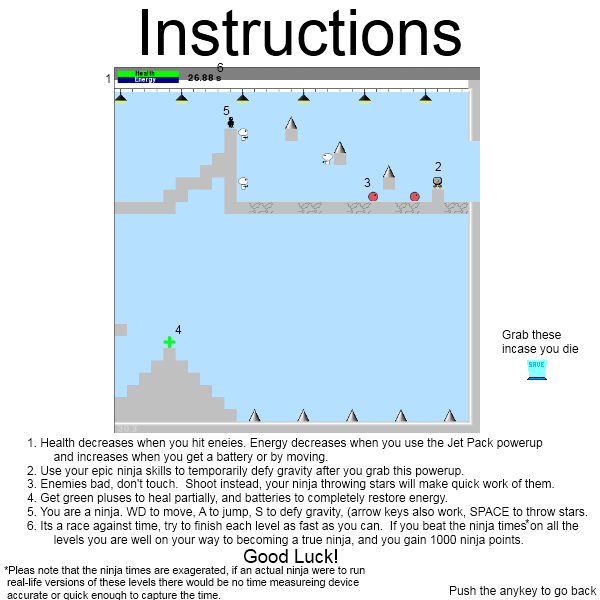 Instructions
6
1
Health
Energy
26.88 s
5
2
3
4
Grab these
incase you die
SAVE
1. Health decreases when you hit eneies. Energy decreases when you use the Jet Pack powerup
and increases when you get a battery or by moving.
2. Use your epic ninja skills to temporarily defy gravity after you grab this powerup.
3. Enemies bad, don't touch. Shoot instead, your ninja throwing stars will make quick work of them.
4. Get green pluses to heal partially, and batteries to completely restore energy.
5. You are a ninja. WD to move, A to jump, S to defy gravity, (arrow keys also work, SPACE to throw stars.
6. Its a race against time, try to finish each level as fast as you can. If you beat the ninja times*on all the
levels you are well on your way to becoming a true ninja, and you gain 1000 ninja points.
Good Luck!
*Pleas note that the ninja times are exagerated, if an actual ninja were to run
real-life versions of these levels there would be no time measureing device
accurate or quick enough to capture the time.
Push the anykey to go back